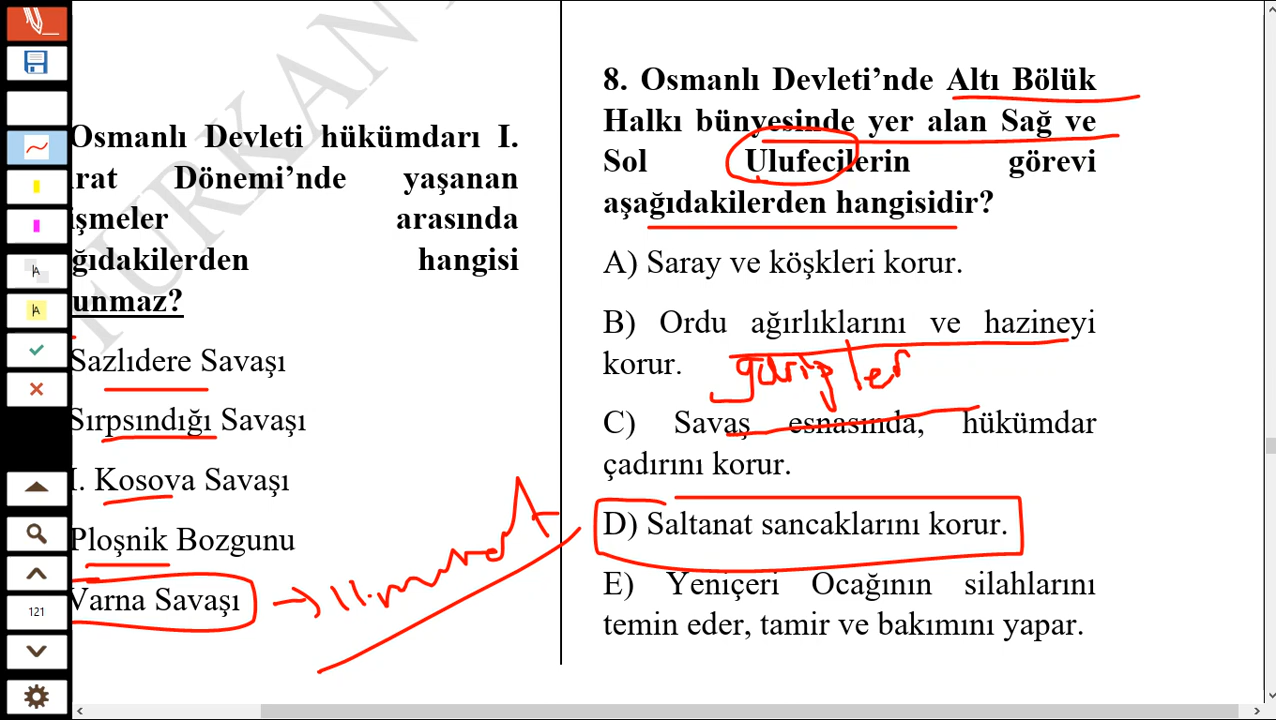 TURKAN
Osmanlı Devleti hükümdarı I.
rat Dönemi’nde yaşanan
işmeler arasında
ğıdakilerden hangisi
unmaz?
Sazlıdere Savaşı
Sırpsındığı Savaşı
I. Kosova Savaşı
Ploşnik Bozgunu
Varna Savaşı
II. murat
8. Osmanlı Devleti’nde Altı Bölük
Halkı bünyesinde yer alan Sağ ve
Sol Ulufecilerin görevi
aşağıdakilerden hangisidir?
A) Saray ve köşkleri korur.
B) Ordu ağırlıklarını ve hazineyi
korur.
garipler
C) Savaş esnasında, hükümdar
çadırını korur.
D) Saltanat sancaklarını korur.
E) Yeniçeri Ocağının silahlarını
temin eder, tamir ve bakımını yapar.
121